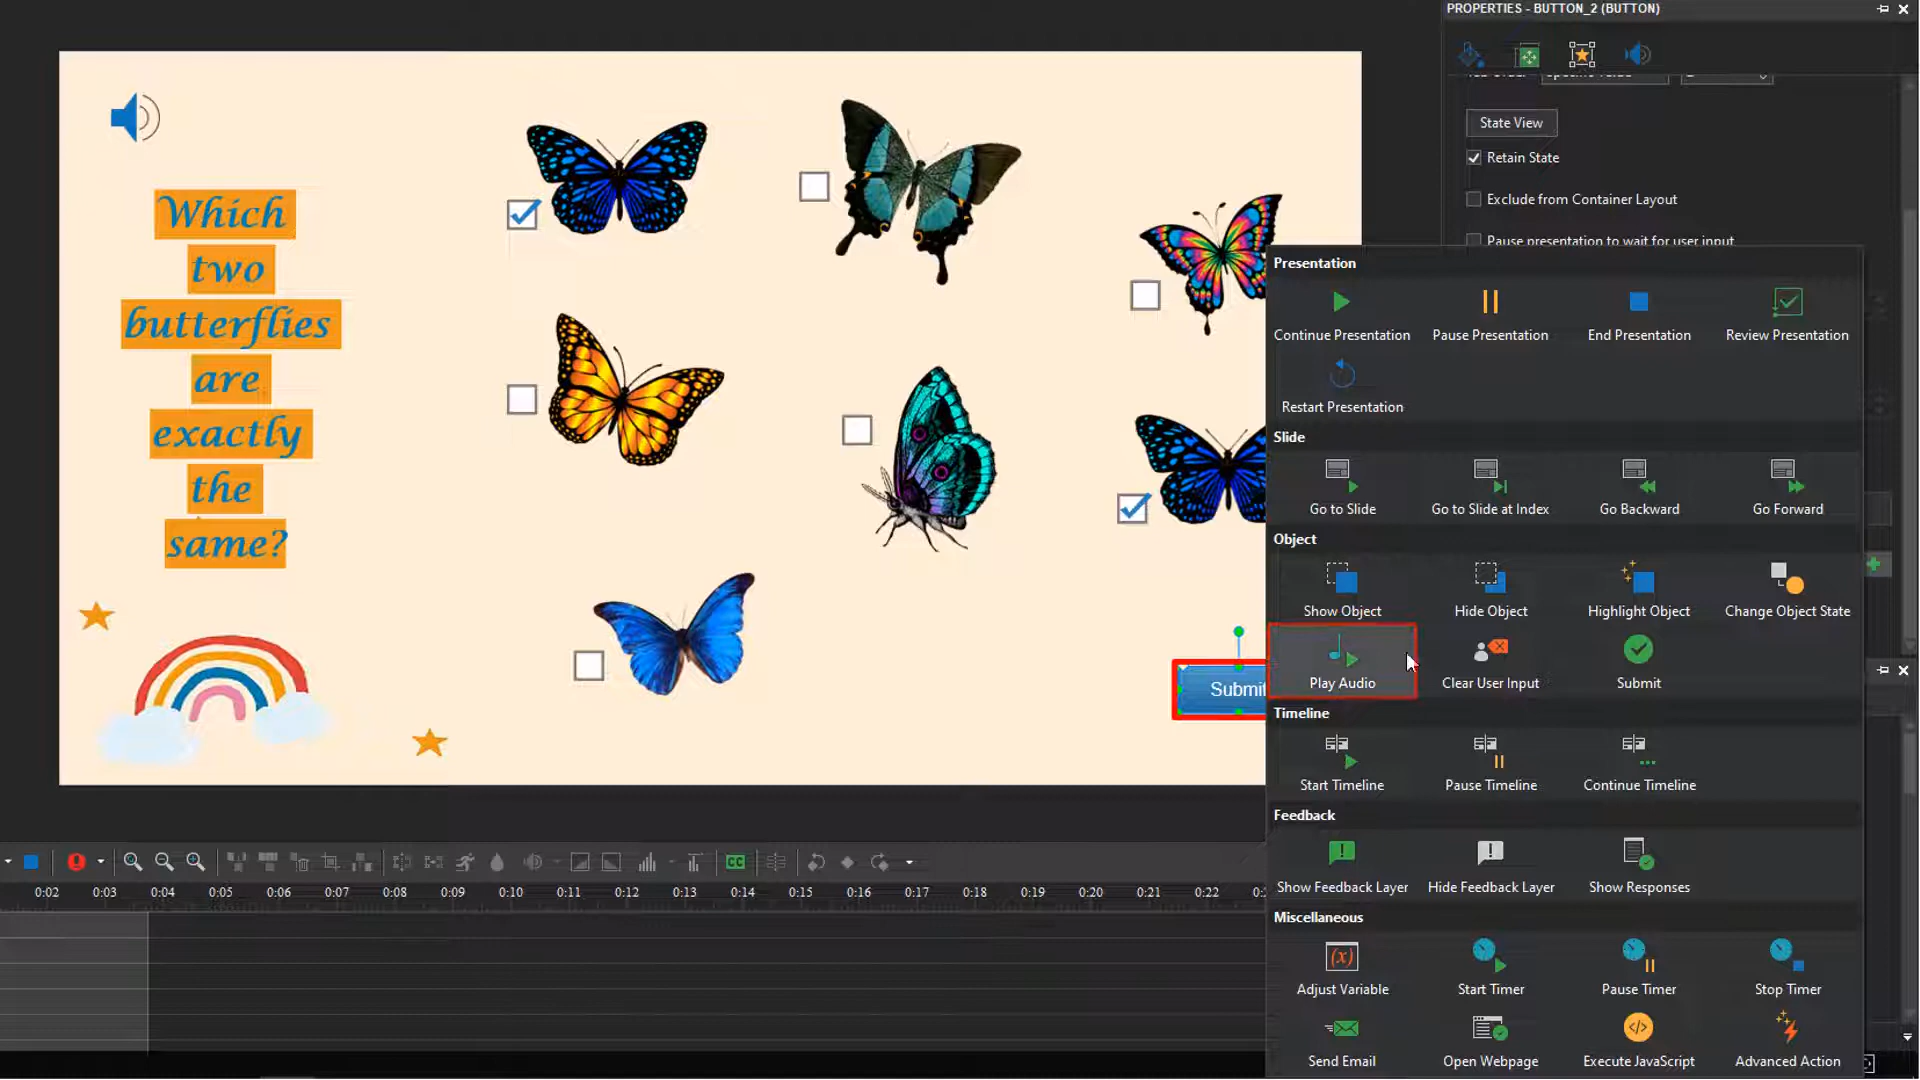 PROPERTIES - BUTTON_2 (BUTTON)
State View
Retain State
Exclude from Container Layout
Pause presentation to wait for user input
Which
two
butterflies
are
exactly
the
same?
Submit
Presentation
Continue Presentation
Pause Presentation
End Presentation
Review Presentation
Restart Presentation
Slide
Go to Slide
Go to Slide at Index
Go Backward
Go Forward
Object
Show Object
Hide Object
Highlight Object
Change Object State
Play Audio
Clear User Input
Submit
Timeline
Start Timeline
Pause Timeline
Continue Timeline
Feedback
Show Feedback Layer
Hide Feedback Layer
Show Responses
Miscellaneous
Adjust Variable
Start Timer
Pause Timer
Stop Timer
Send Email
Open Webpage
Execute JavaScript
Advanced Action
CC
0:02 0:03 0:04 0:05 0:06 0:07 0:08 0:09 0:10 0:11 0:12 0:13 0:14 0:15 0:16 0:17 0:18 0:19 0:20 0:21 0:22